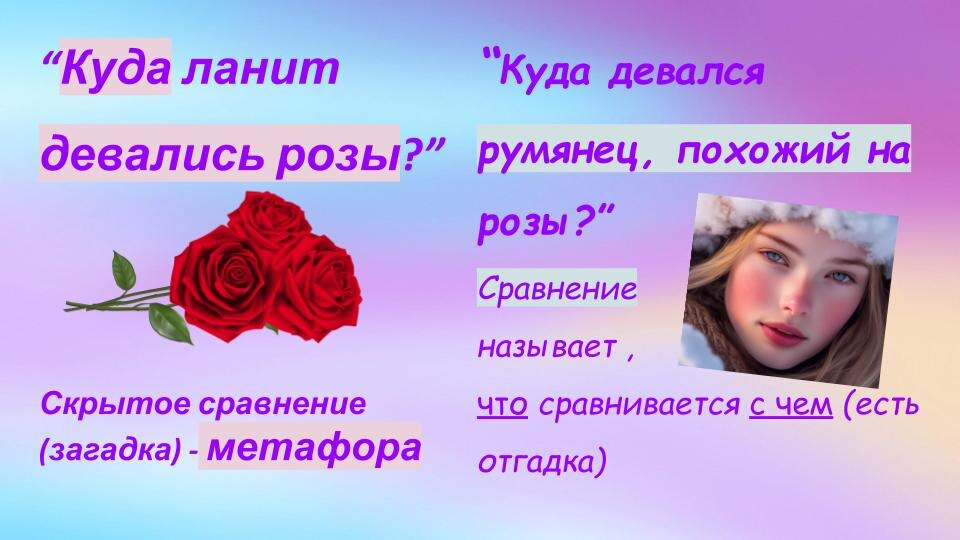 “Куда ланит
девались розы?”
Скрытое сравнение
(загадка) - метафора
“Куда девался
румянец, похожий на
розы?”
Сравнение
называет ,
что сравнивается с чем (есть
отгадка)